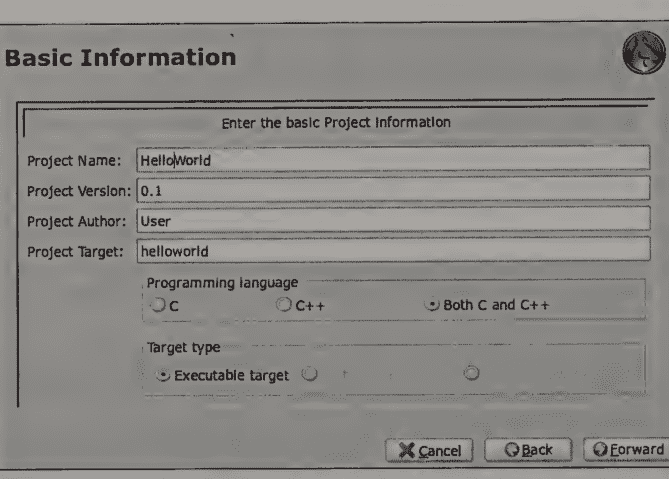 Basic Information
Enter the basic Project information
Project Name: HelloWorld
Project Version: 0.1
Project Author: User
Project Target: helloworld
Programming language
C C++ Both C and C++
Target type
Executable target
Cancel Back Forward